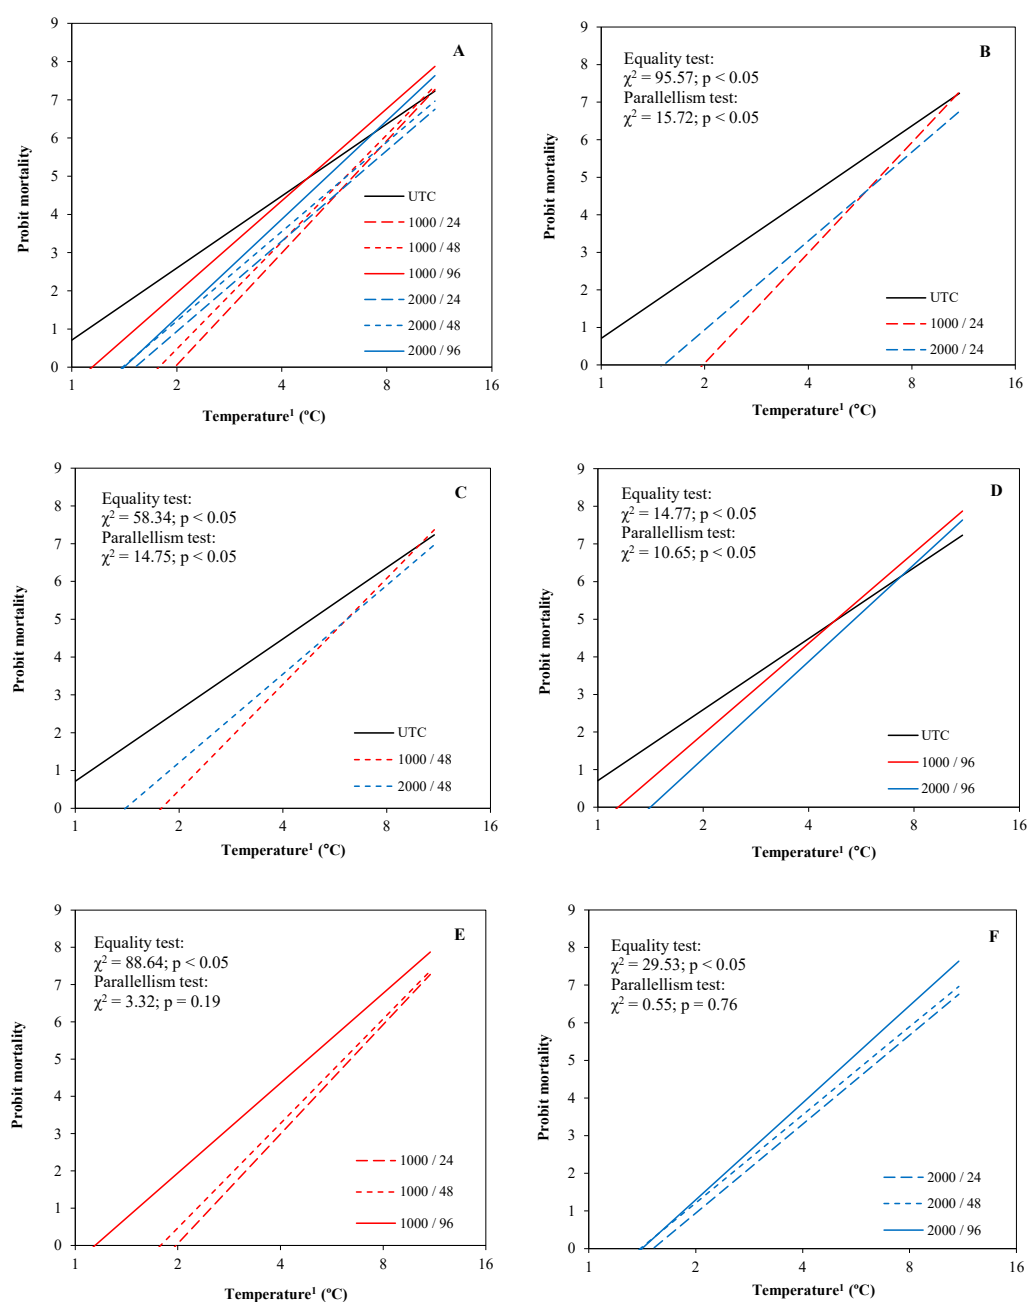 A
Probit mortality
9
8
7
6
5
4
3
2
1
0
UTC
1000 / 24
1000 / 48
1000 / 96
2000 / 24
2000 / 48
2000 / 96
1 2 4 8 16
Temperature¹ (ºC)
B
Equality test:
χ² = 95.57; p < 0.05
Parallellism test:
χ² = 15.72; p < 0.05
Probit mortality
9
8
7
6
5
4
3
2
1
0
UTC
1000 / 24
2000 / 24
1 2 4 8 16
Temperature¹ (°C)
C
Equality test:
χ² = 58.34; p < 0.05
Parallellism test:
χ² = 14.75; p < 0.05
Probit mortality
9
8
7
6
5
4
3
2
1
0
UTC
1000 / 48
2000 / 48
1 2 4 8 16
Temperature¹ (°C)
D
Equality test:
χ² = 14.77; p < 0.05
Parallellism test:
χ² = 10.65; p < 0.05
Probit mortality
9
8
7
6
5
4
3
2
1
0
UTC
1000 / 96
2000 / 96
1 2 4 8 16
Temperature¹ (°C)
E
Equality test:
χ² = 88.64; p < 0.05
Parallellism test:
χ² = 3.32; p = 0.19
Probit mortality
9
8
7
6
5
4
3
2
1
0
1000 / 24
1000 / 48
1000 / 96
1 2 4 8 16
Temperature¹ (ºC)
F
Equality test:
χ² = 29.53; p < 0.05
Parallellism test:
χ² = 0.55; p = 0.76
Probit mortality
9
8
7
6
5
4
3
2
1
0
2000 / 24
2000 / 48
2000 / 96
1 2 4 8 16
Temperature¹ (°C)